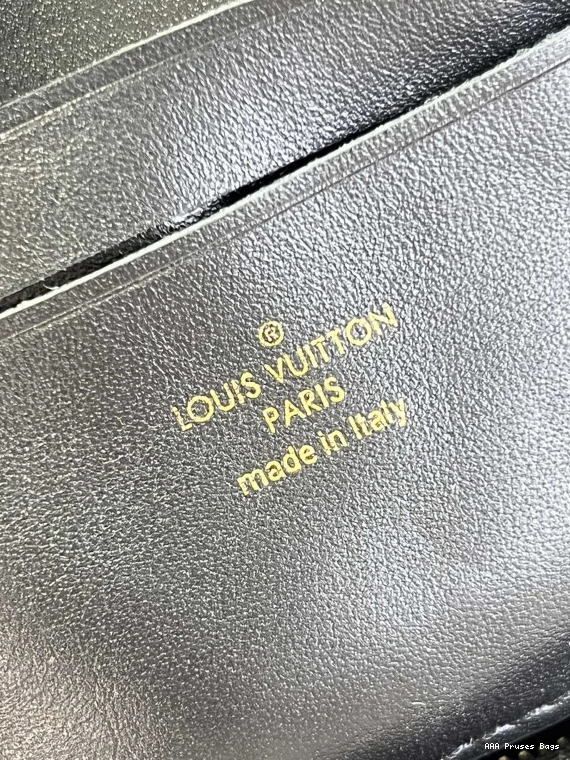 ®
LOUIS VUITTON
PARIS
made in Italy
AAA Pruses Bags